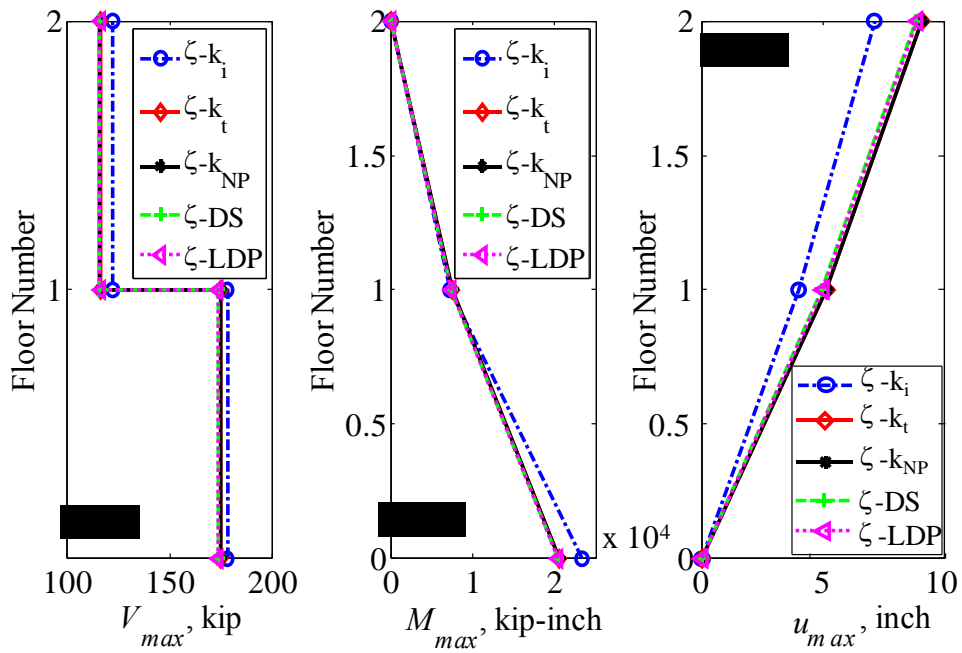 2
1
Floor Number
100
150
200
V_max, kip
ζ-k_i
ζ-k_t
ζ-k_NP
ζ-DS
ζ-LDP
2
1.5
1
0.5
0
Floor Number
0
1
2
x 10^4
M_max, kip-inch
ζ-k_i
ζ-k_t
ζ-k_NP
ζ-DS
ζ-LDP
2
1.5
1
0.5
0
Floor Number
0
5
10
u_max, inch
ζ-k_i
ζ-k_t
ζ-k_NP
ζ-DS
ζ-LDP